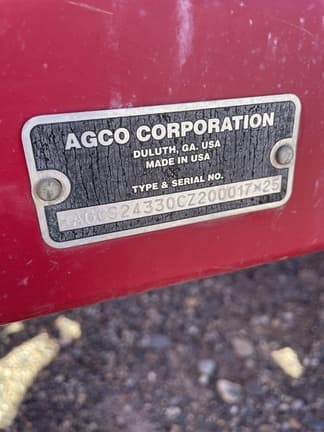 AGCO CORPORATION
DULUTH, GA. USA
MADE IN USA
TYPE & SERIAL NO.
*AGCS24330CZ200017*25